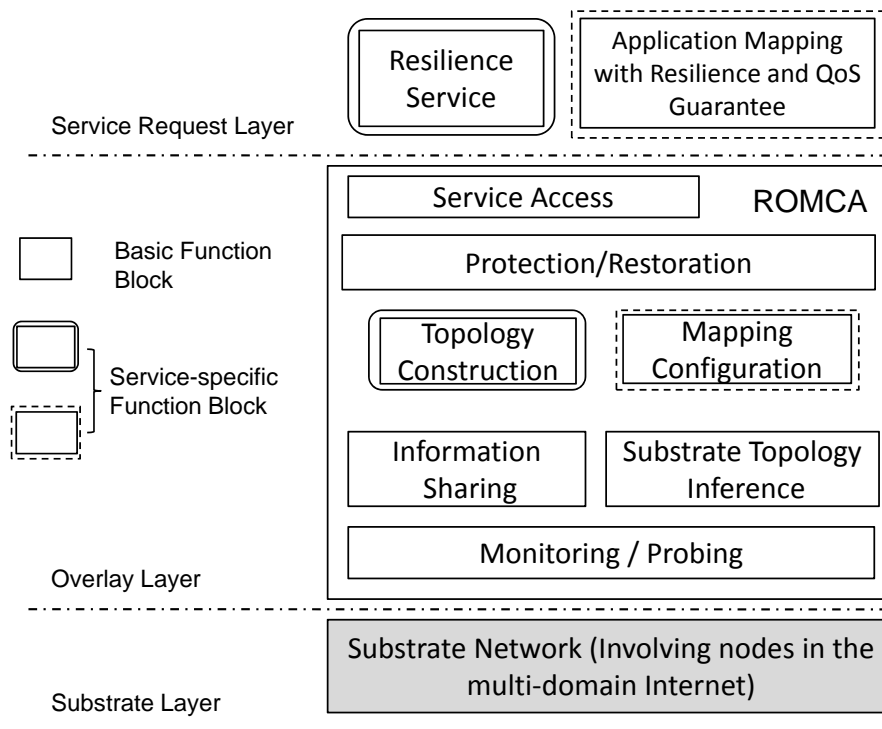 Resilience
Service
Application Mapping
with Resilience and QoS
Guarantee
Service Request Layer
Service Access
ROMCA
Protection/Restoration
Basic Function
Block
Topology
Construction
Mapping
Configuration
Service-specific
Function Block
Information
Sharing
Substrate Topology
Inference
Monitoring / Probing
Overlay Layer
Substrate Network (Involving nodes in the
multi-domain Internet)
Substrate Layer